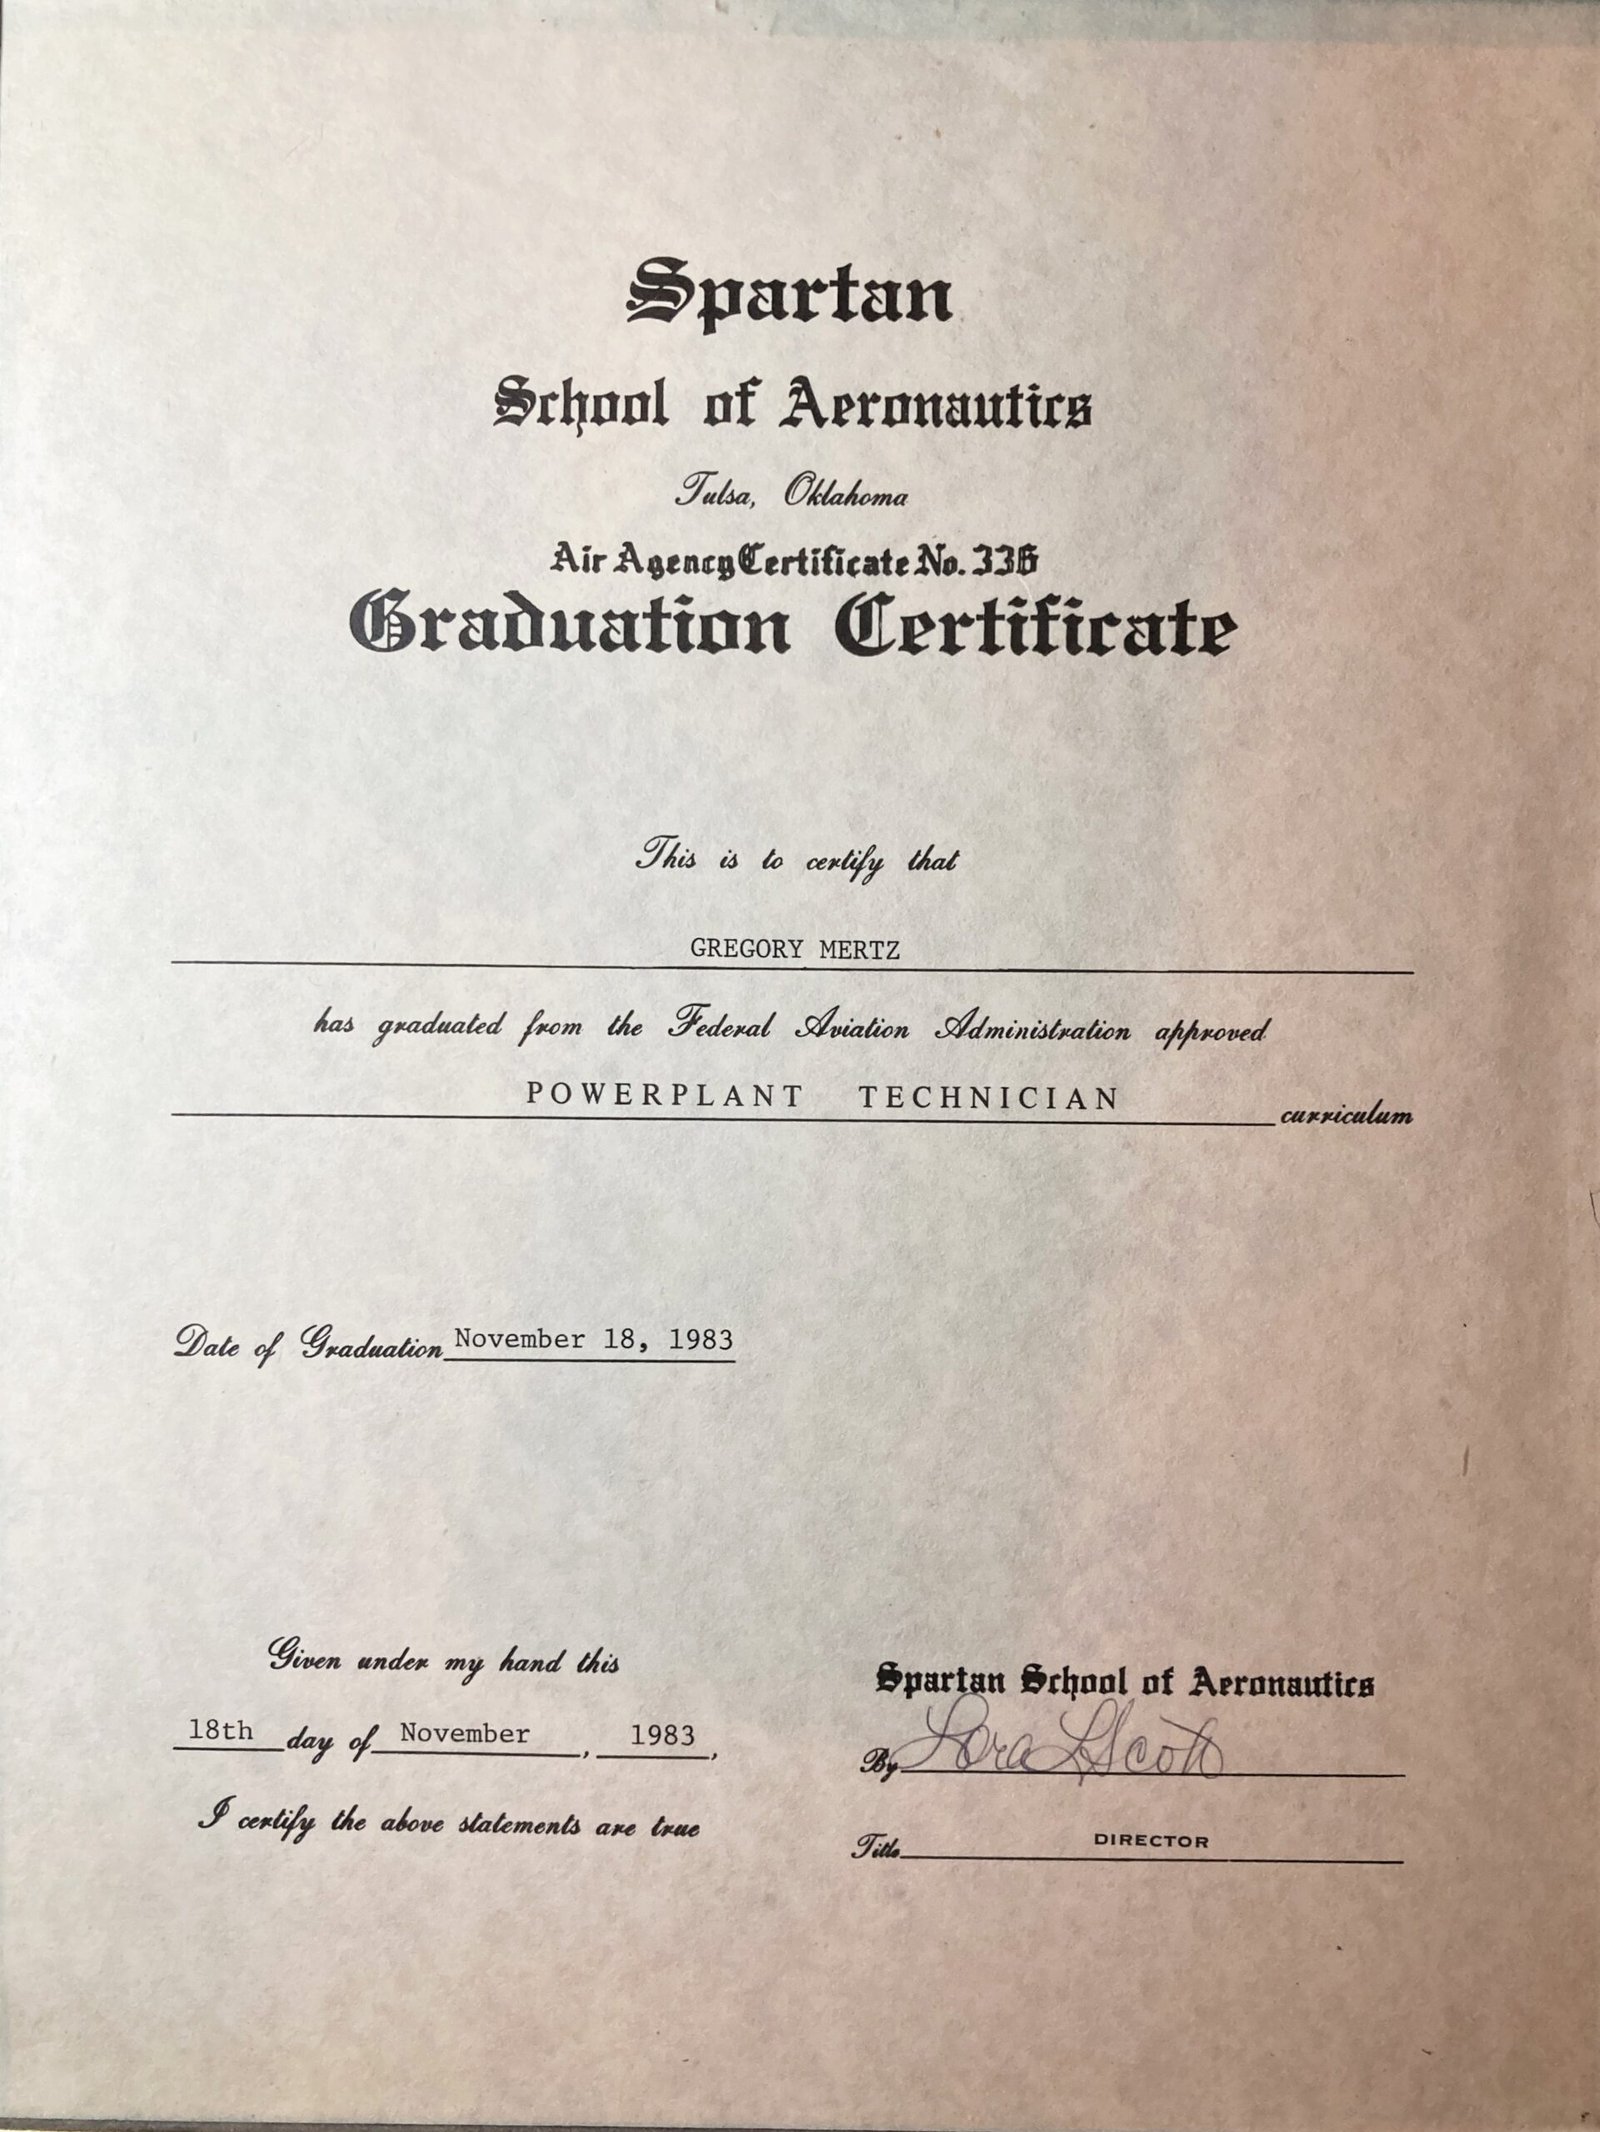 Spartan
School of Aeronautics
Tulsa, Oklahoma
Air Agency Certificate No. 336
Graduation Certificate
This is to certify that
GREGORY MERTZ
has graduated from the Federal Aviation Administration approved
POWERPLANT TECHNICIAN curriculum
Date of Graduation November 18, 1983
Given under my hand this
18th day of November, 1983,
I certify the above statements are true
Spartan School of Aeronautics
By Lora L Scott
Title DIRECTOR